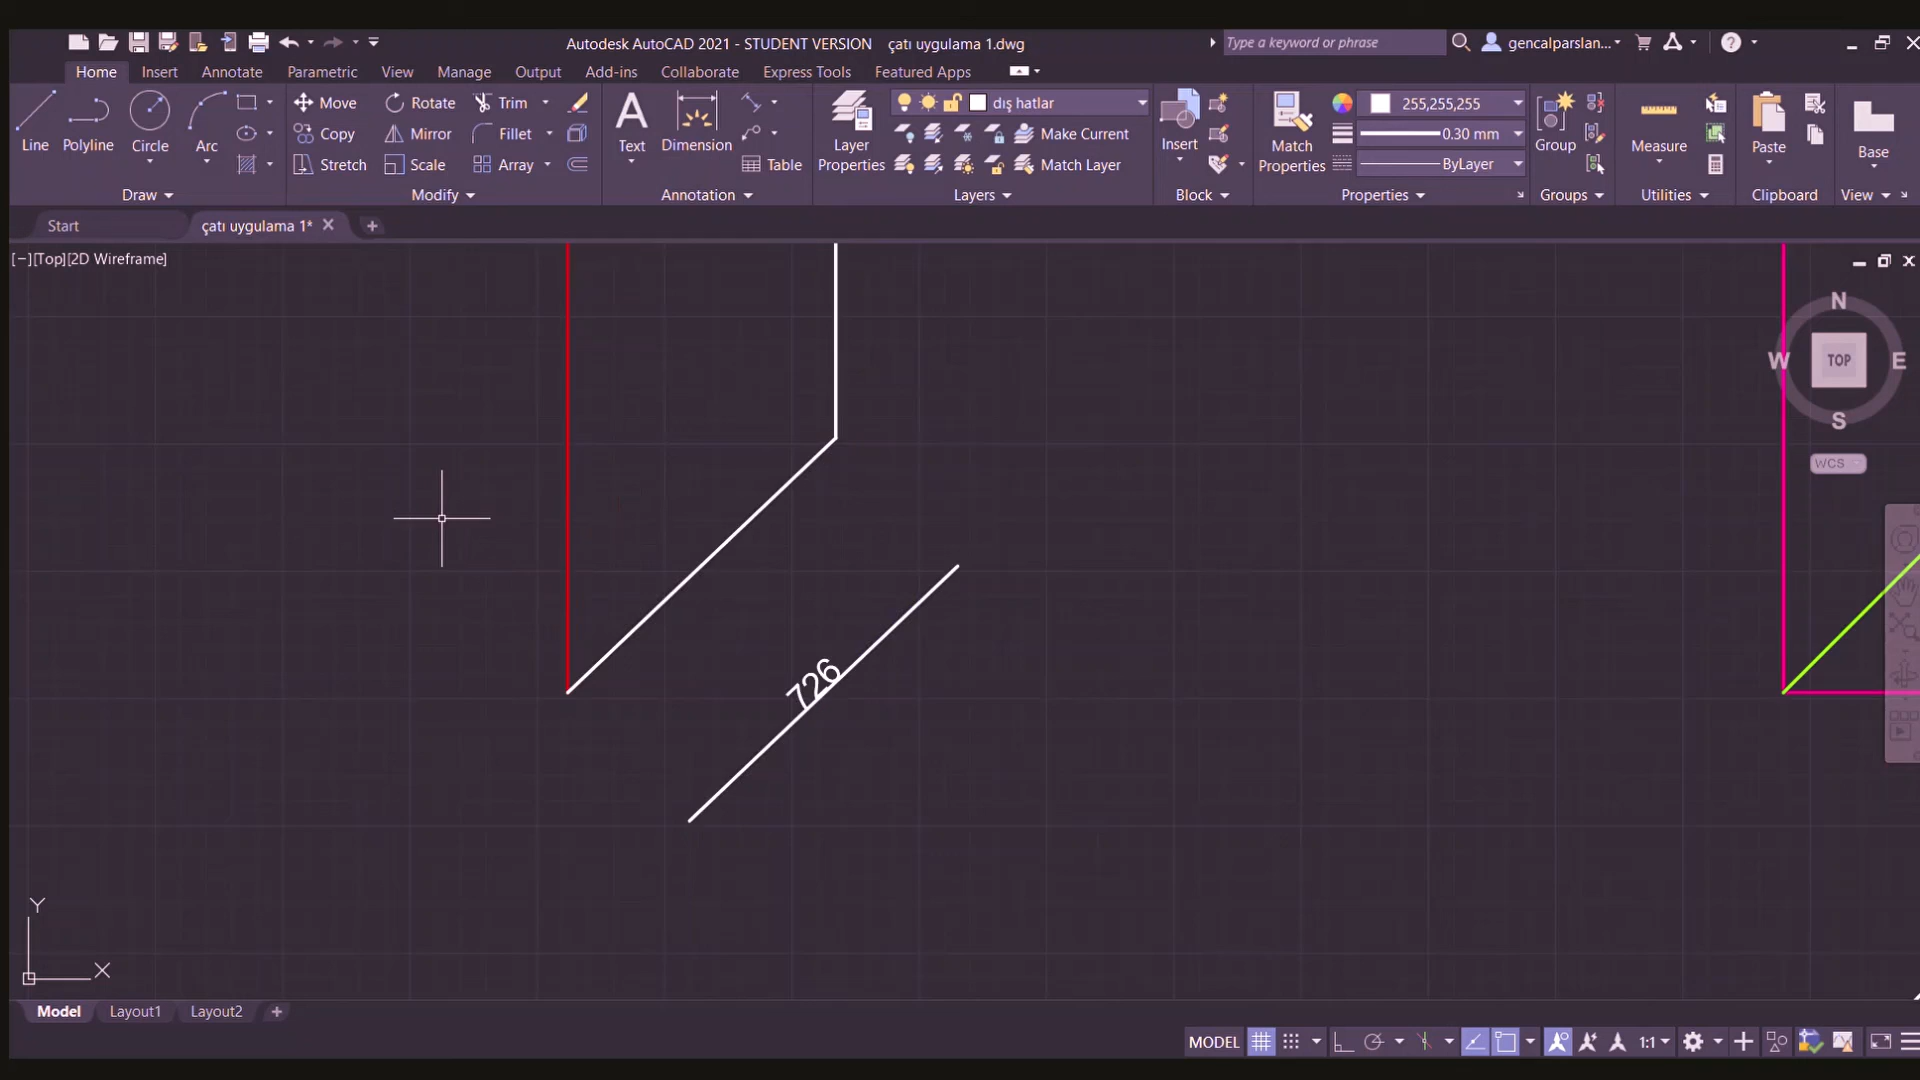 Autodesk AutoCAD 2021 - STUDENT VERSION çatı uygulama 1.dwg
Type a keyword or phrase
gencalparslan...
Home Insert Annotate Parametric View Manage Output Add-ins Collaborate Express Tools Featured Apps
Line Polyline Circle Arc
Draw
Move Rotate Trim
Copy Mirror Fillet
Stretch Scale Array
Modify
Text Dimension Table
Annotation
Layer Properties
dış hatlar
Make Current
Match Layer
Layers
Insert
Block
Match Properties
255,255,255
0.30 mm
ByLayer
Properties
Group
Groups
Measure
Utilities
Paste
Clipboard
Base
View
Start çatı uygulama 1*
[−][Top][2D Wireframe]
N
W TOP E
S
WCS
726
Y
X
Model Layout1 Layout2
MODEL 1:1